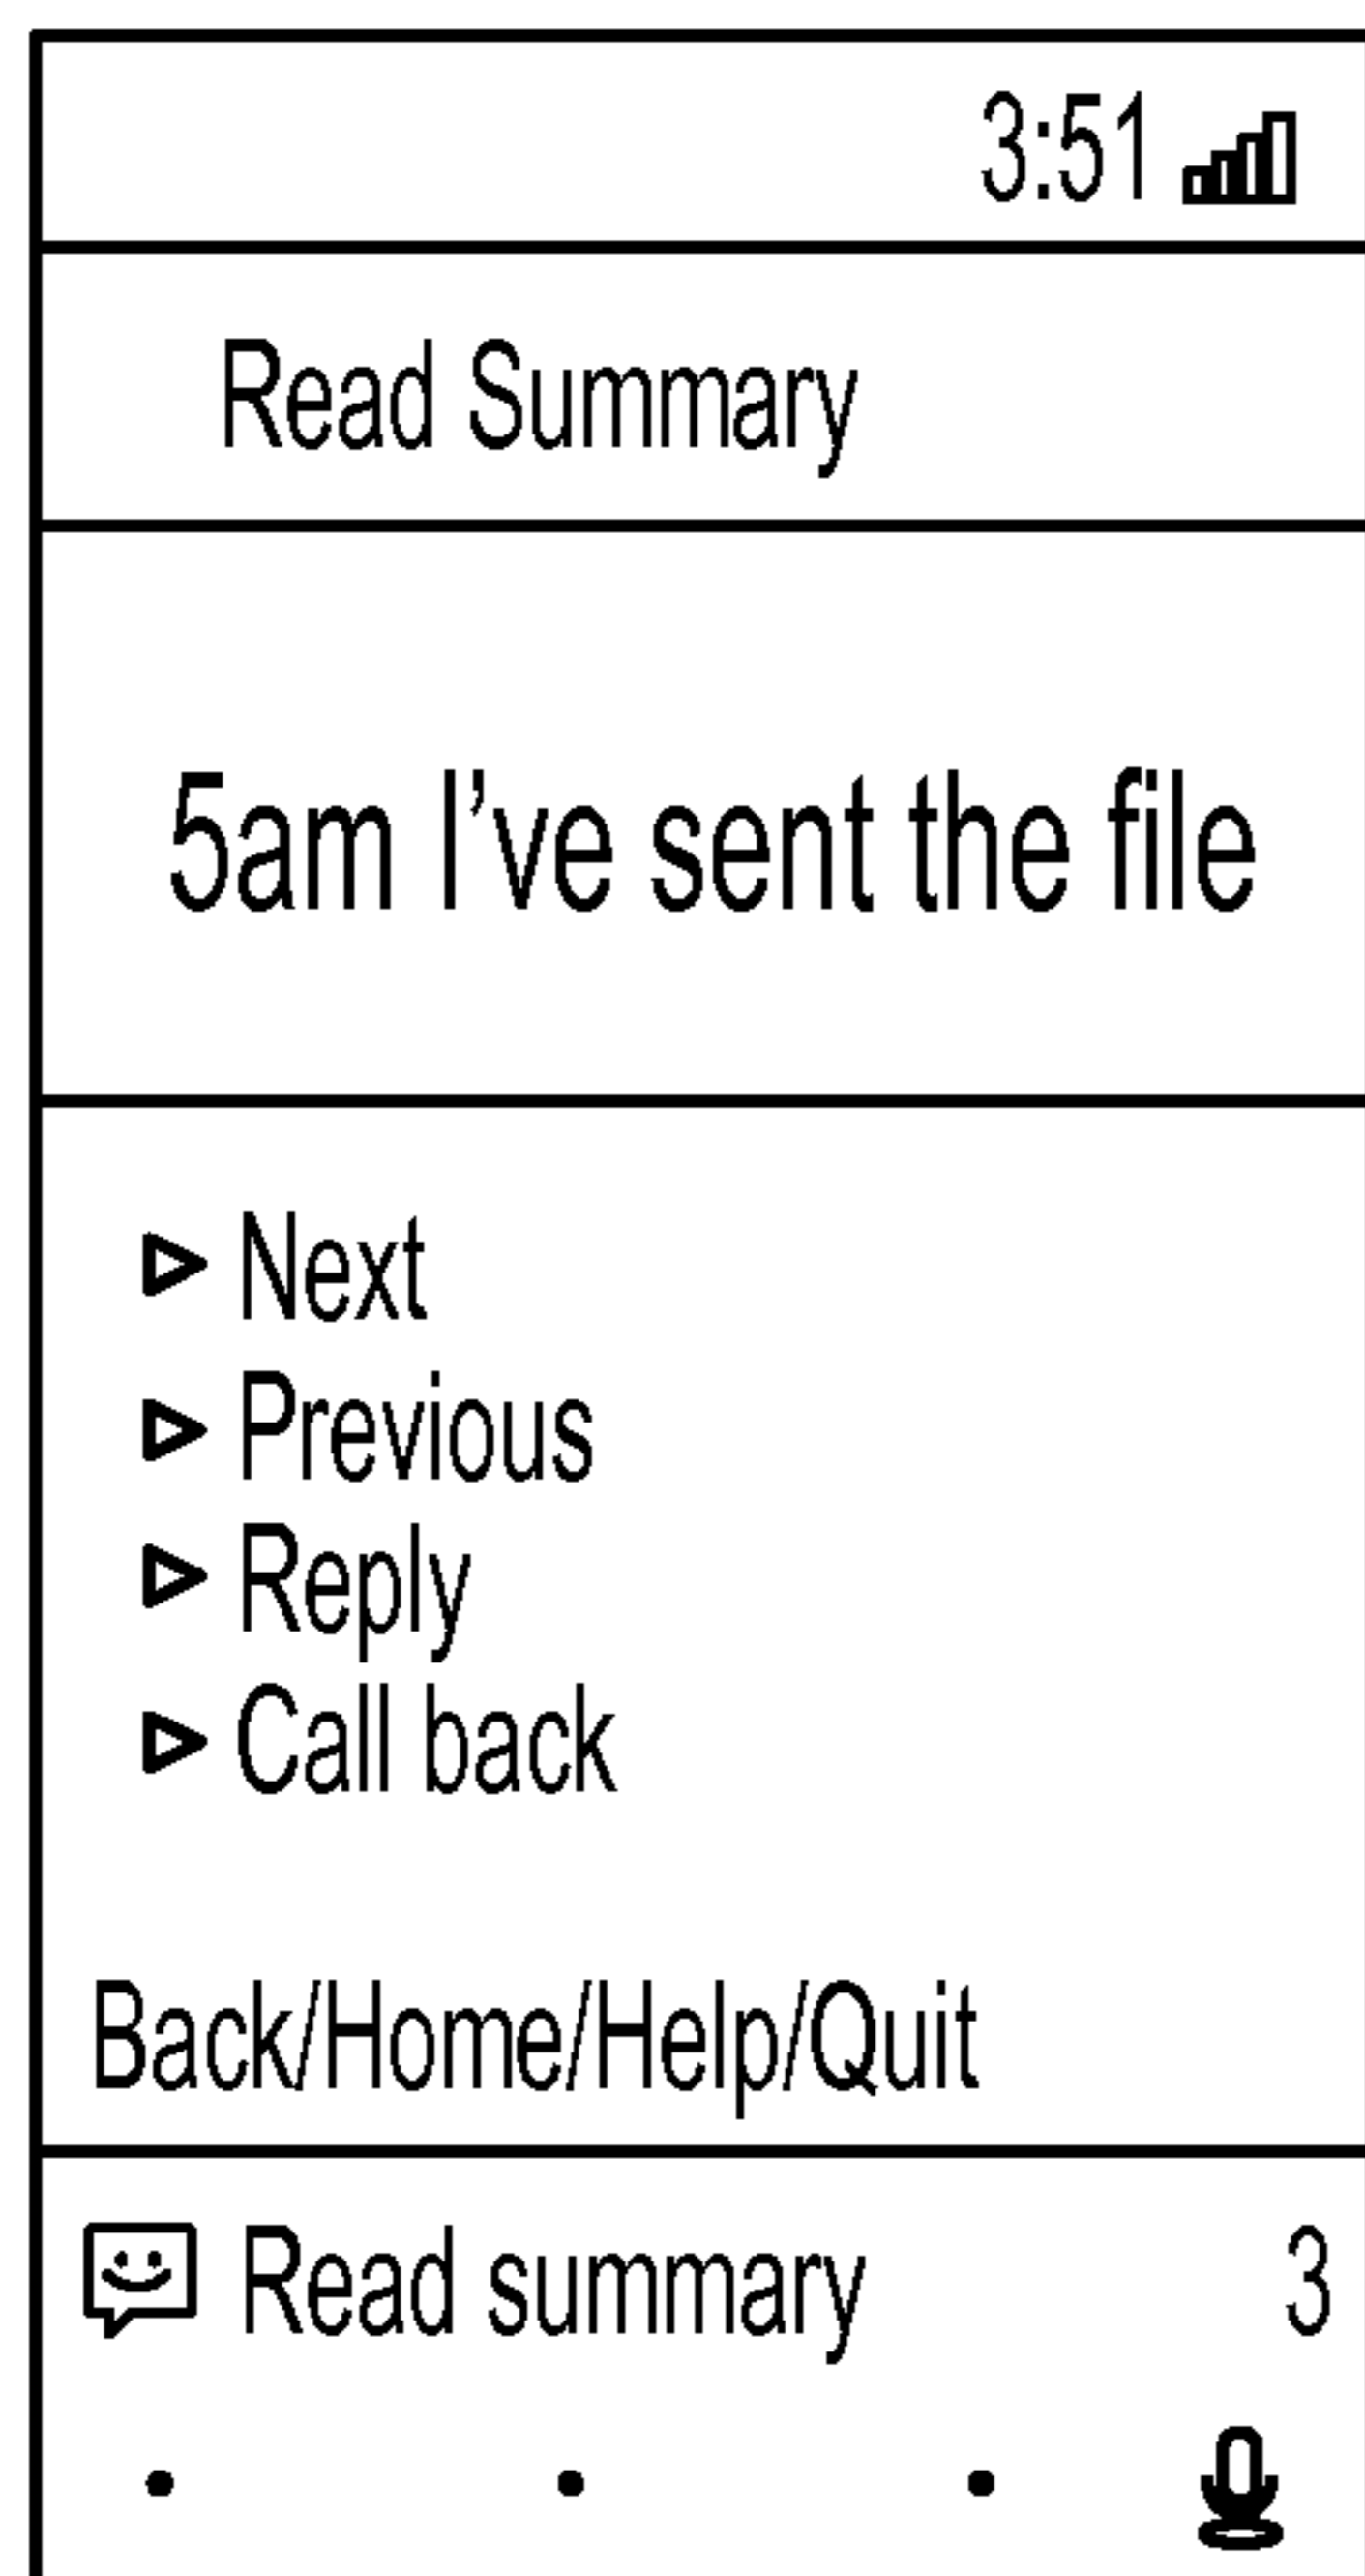 3:51
Read Summary
5am I’ve sent the file
Next
Previous
Reply
Call back
Back/Home/Help/Quit
Read summary 3